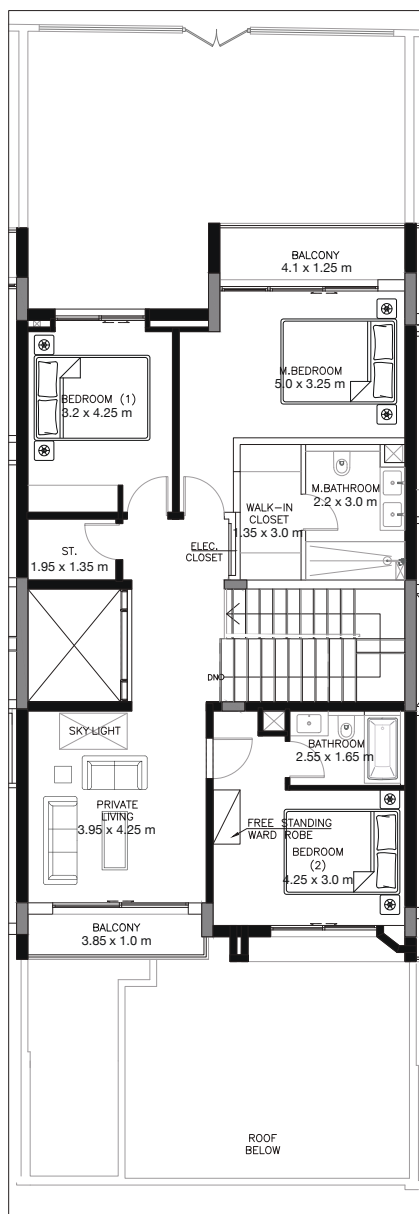 BALCONY
4.1 x 1.25 m
M.BEDROOM
5.0 x 3.25 m
BEDROOM (1)
3.2 x 4.25 m
M.BATHROOM
2.2 x 3.0 m
WALK-IN
CLOSET
1.35 x 3.0 m
ELEC.
CLOSET
ST.
1.95 x 1.35 m
DN
SKY LIGHT
BATHROOM
2.55 x 1.65 m
PRIVATE
LIVING
3.95 x 4.25 m
FREE STANDING
WARD ROBE
BEDROOM
(2)
4.25 x 3.0 m
BALCONY
3.85 x 1.0 m
ROOF
BELOW